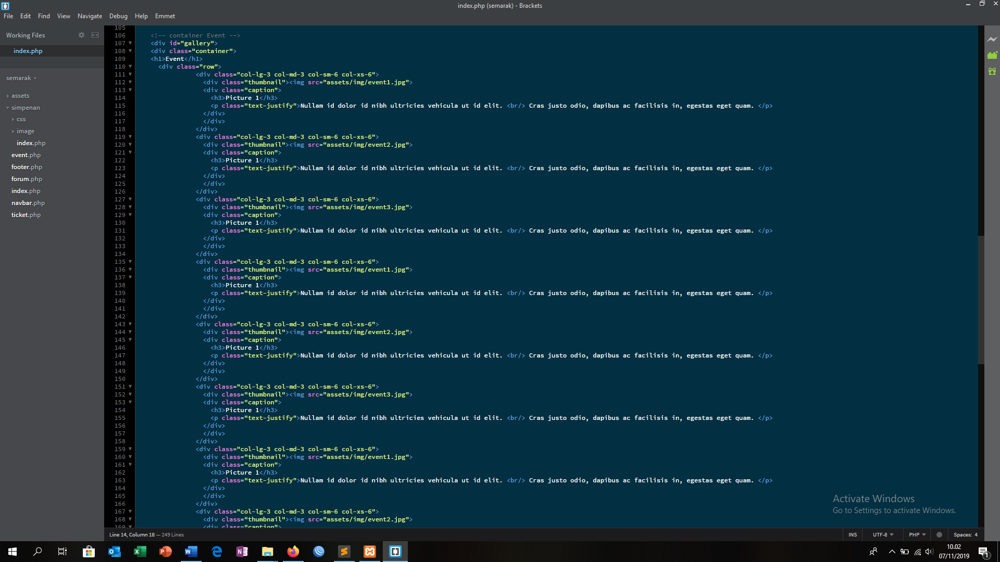 index.php (semarak) - Brackets
File Edit Find View Navigate Debug Help Emmet
Working Files
index.php
semarak
assets
simpenan
css
image
index.php
event.php
footer.php
forum.php
index.php
navbar.php
ticket.php
105
106 <!-- container Event -->
107 <div id="gallery">
108 <div class="container">
109 <h1>Event</h1>
110 <div class="row">
111 <div class="col-lg-3 col-md-3 col-sm-6 col-xs-6">
112 <div class="thumbnail"><img src="assets/img/event1.jpg">
113 <div class="caption">
114 <h3>Picture 1</h3>
115 <p class="text-justify">Nullam id dolor id nibh ultricies vehicula ut id elit. <br/> Cras justo odio, dapibus ac facilisis in, egestas eget quam. </p>
116 </div>
117 </div>
118 </div>
119 <div class="col-lg-3 col-md-3 col-sm-6 col-xs-6">
120 <div class="thumbnail"><img src="assets/img/event2.jpg">
121 <div class="caption">
122 <h3>Picture 1</h3>
123 <p class="text-justify">Nullam id dolor id nibh ultricies vehicula ut id elit. <br/> Cras justo odio, dapibus ac facilisis in, egestas eget quam. </p>
124 </div>
125 </div>
126 </div>
127 <div class="col-lg-3 col-md-3 col-sm-6 col-xs-6">
128 <div class="thumbnail"><img src="assets/img/event3.jpg">
129 <div class="caption">
130 <h3>Picture 1</h3>
131 <p class="text-justify">Nullam id dolor id nibh ultricies vehicula ut id elit. <br/> Cras justo odio, dapibus ac facilisis in, egestas eget quam. </p>
132 </div>
133 </div>
134 </div>
135 <div class="col-lg-3 col-md-3 col-sm-6 col-xs-6">
136 <div class="thumbnail"><img src="assets/img/event1.jpg">
137 <div class="caption">
138 <h3>Picture 1</h3>
139 <p class="text-justify">Nullam id dolor id nibh ultricies vehicula ut id elit. <br/> Cras justo odio, dapibus ac facilisis in, egestas eget quam. </p>
140 </div>
141 </div>
142 </div>
143 <div class="col-lg-3 col-md-3 col-sm-6 col-xs-6">
144 <div class="thumbnail"><img src="assets/img/event2.jpg">
145 <div class="caption">
146 <h3>Picture 1</h3>
147 <p class="text-justify">Nullam id dolor id nibh ultricies vehicula ut id elit. <br/> Cras justo odio, dapibus ac facilisis in, egestas eget quam. </p>
148 </div>
149 </div>
150 </div>
151 <div class="col-lg-3 col-md-3 col-sm-6 col-xs-6">
152 <div class="thumbnail"><img src="assets/img/event3.jpg">
153 <div class="caption">
154 <h3>Picture 1</h3>
155 <p class="text-justify">Nullam id dolor id nibh ultricies vehicula ut id elit. <br/> Cras justo odio, dapibus ac facilisis in, egestas eget quam. </p>
156 </div>
157 </div>
158 </div>
159 <div class="col-lg-3 col-md-3 col-sm-6 col-xs-6">
160 <div class="thumbnail"><img src="assets/img/event1.jpg">
161 <div class="caption">
162 <h3>Picture 1</h3>
163 <p class="text-justify">Nullam id dolor id nibh ultricies vehicula ut id elit. <br/> Cras justo odio, dapibus ac facilisis in, egestas eget quam. </p>
164 </div>
165 </div>
166 </div>
167 <div class="col-lg-3 col-md-3 col-sm-6 col-xs-6">
168 <div class="thumbnail"><img src="assets/img/event2.jpg">
169 <div class="caption">
Activate Windows
Go to Settings to activate Windows.
Line 14, Column 18 — 249 Lines
INS UTF-8 PHP Spaces: 4
10.02
07/11/2019
1